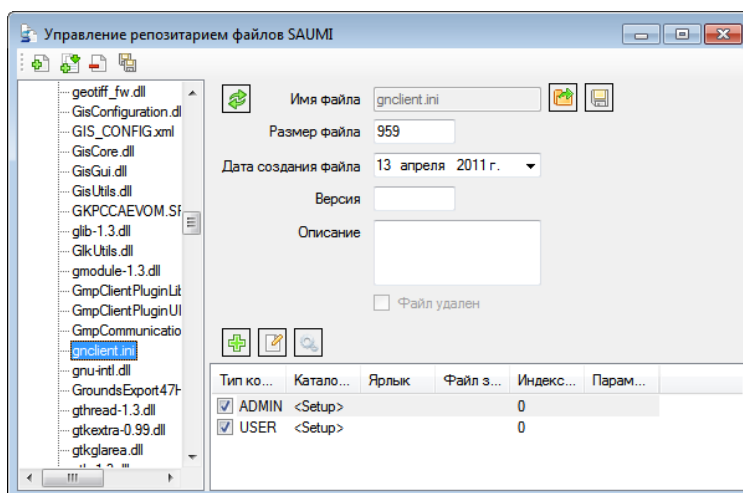 Управление репозитарием файлов SAUMI
geotiff_fw.dll
GisConfiguration.dl
GIS_CONFIG.xml
GisCore.dll
GisGui.dll
GisUtils.dll
GKPCCAEVOM.SF
glib-1.3.dll
GlkUtils.dll
gmodule-1.3.dll
GmpClientPluginLib
GmpClientPluginUI
GmpCommunicatio
gnclient.ini
gnu-intl.dll
GroundsExport47H
gthread-1.3.dll
gtkextra-0.99.dll
gtkglarea.dll
Имя файла gnclient.ini
Размер файла 959
Дата создания файла 13 апреля 2011 г.
Версия
Описание
Файл удален
Тип ко... Катало... Ярлык Файл з... Индекс... Парам...
ADMIN <Setup> 0
USER <Setup> 0